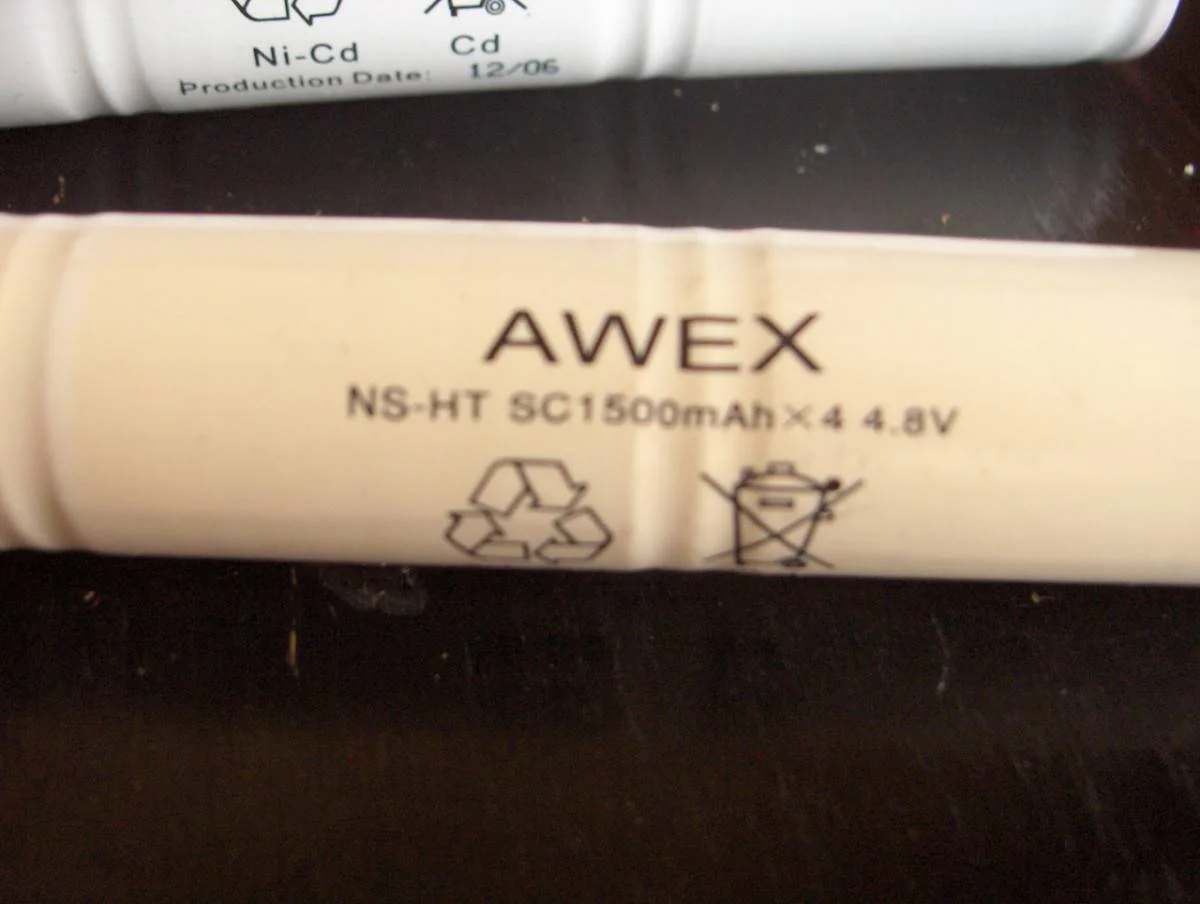 Ni-Cd Cd
Production Date: 12/06
AWEX
NS-HT SC1500mAh×4 4.8V